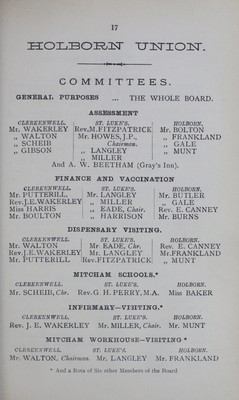 17
HOLBORN UNION.
COMMITTEES.
GENERAL PURPOSES ... THE WHOLE BOARD.
ASSESSMENT
CLERKENWELL. ST. LUKE'S. HOLBORN.
Mr. WAKERLEY Rev.M.FITZPATRICK Mr. BOLTON
„ WALTON Mr. HOWES, J.P., „ FRANKLAND
„ SCHEIB Chairman. „ GALE
„ GIBSON „ LANGLEY „ MUNT
„ MILLER
And A. W. BEETHAM (Gray's Inn).
FINANCE AND VACCINATION
CLERKENWELL. ST. LUKE'S. HOLBORN.
Mr. PUTTERILL, Mr. LANGLEY Mr. BUTLER
Rev.J.E.WAKERLEY „ MILLER „ GALE
Miss HARRIS „ EADE, Chair. Rev. E. CANNEY
Mr. BOULTON „ HARRISON Mr. BURNS
DISPENSARY VISITING.
CLERKENWELL ST. LUKE'S. HOLBORN.
Mr. WALTON Mr. EADE, Chr. Rev. E. CANNEY
Rev.J.E.WAKERLEY Mr. LANGLEY Mr.FRANKLAND
Mr. PUTTERILL Rev.FITZPATRICK „ MUNT
MITCHAM SCHOOLS.*
CLERKENWELL. ST. LUKE'S. HOLBORN.
Mr. SCHEIB, Chr. Rev. G. H. PERRY, M.A. Miss BAKER
INFIRMARY—VISITING.*
CLERKENWELL. ST. LUKE'S. HOLBORN.
Rev. J. E. WAKERLEY Mr. MILLER, Chair. Mr. MUNT
MITCHAM WORKHOUSE—VISITING *
CLERKENWELL. ST. LUKE'S. HOLBORN.
Mr. WALTON, Chairman. Mr. LANGLEY Mr. FRANKLAND
* And a Rota of Six other Members of the Board